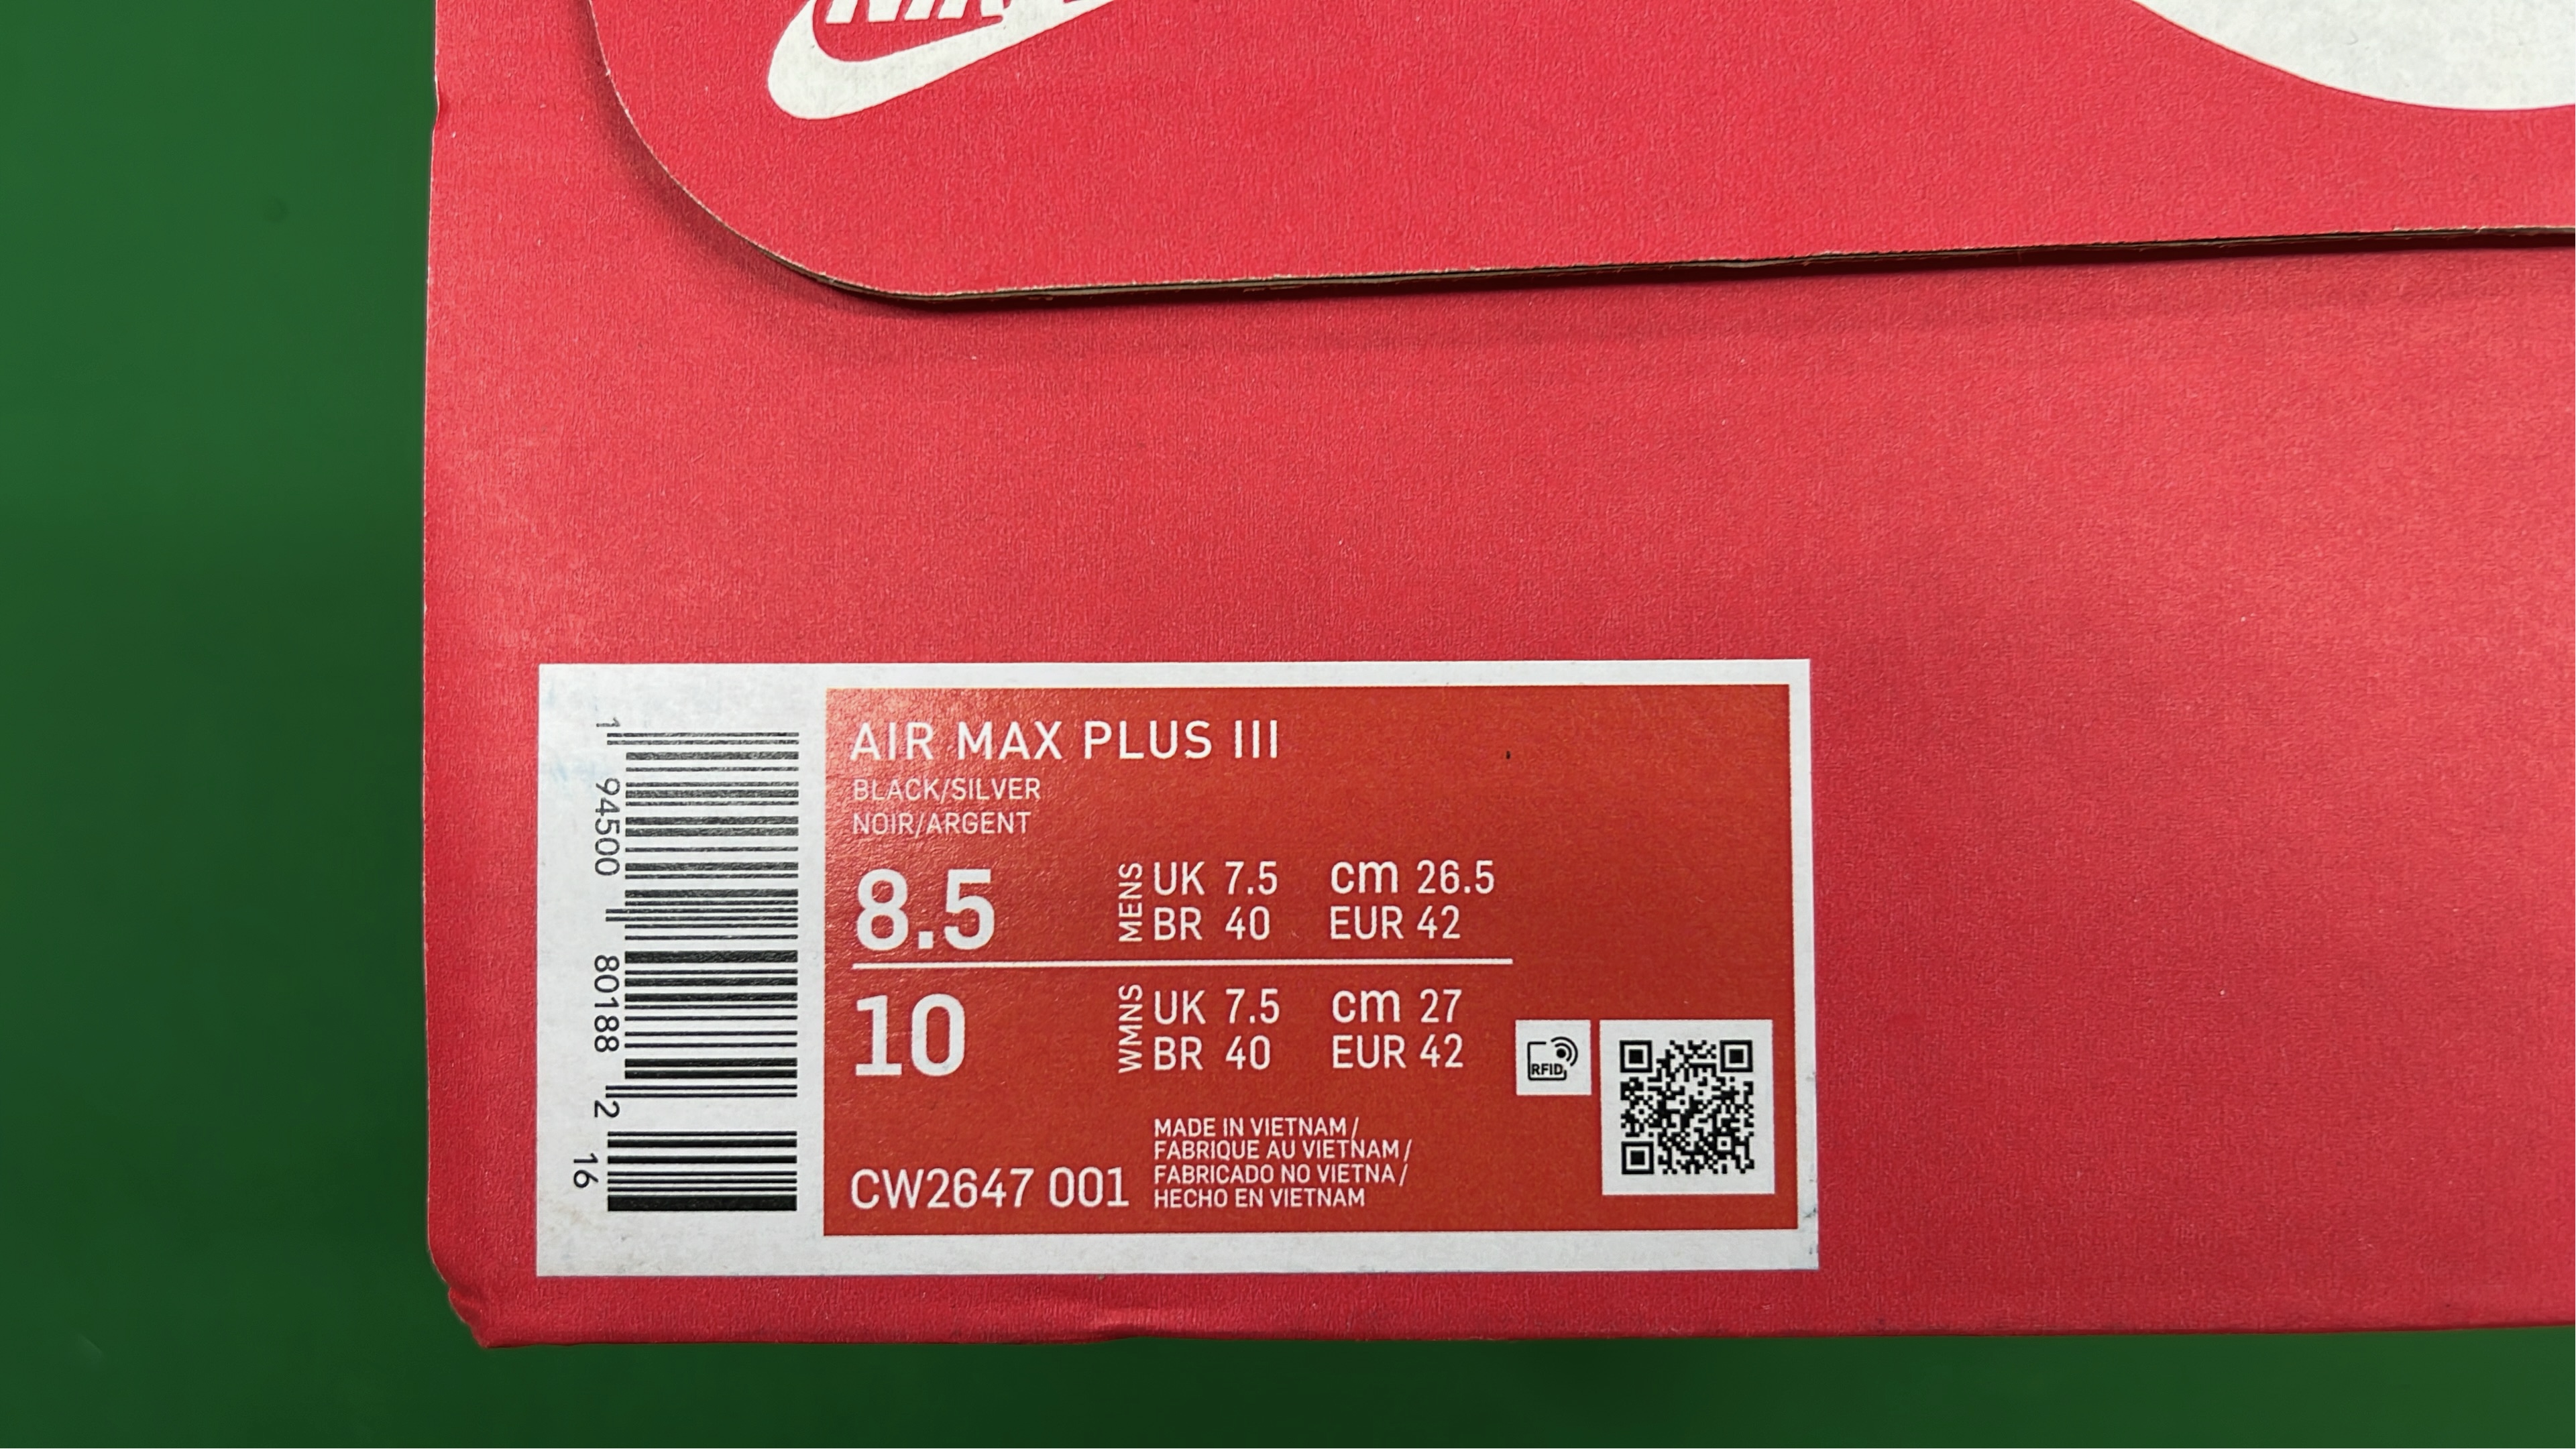 AIR MAX PLUS III
BLACK/SILVER
NOIR/ARGENT
8.5
MENS
UK 7.5 cm 26.5
BR 40 EUR 42
10
WMNS
UK 7.5 cm 27
BR 40 EUR 42
RFID
CW2647 001
MADE IN VIETNAM /
FABRIQUE AU VIETNAM /
FABRICADO NO VIETNA /
HECHO EN VIETNAM
1 94500 80188 2 16